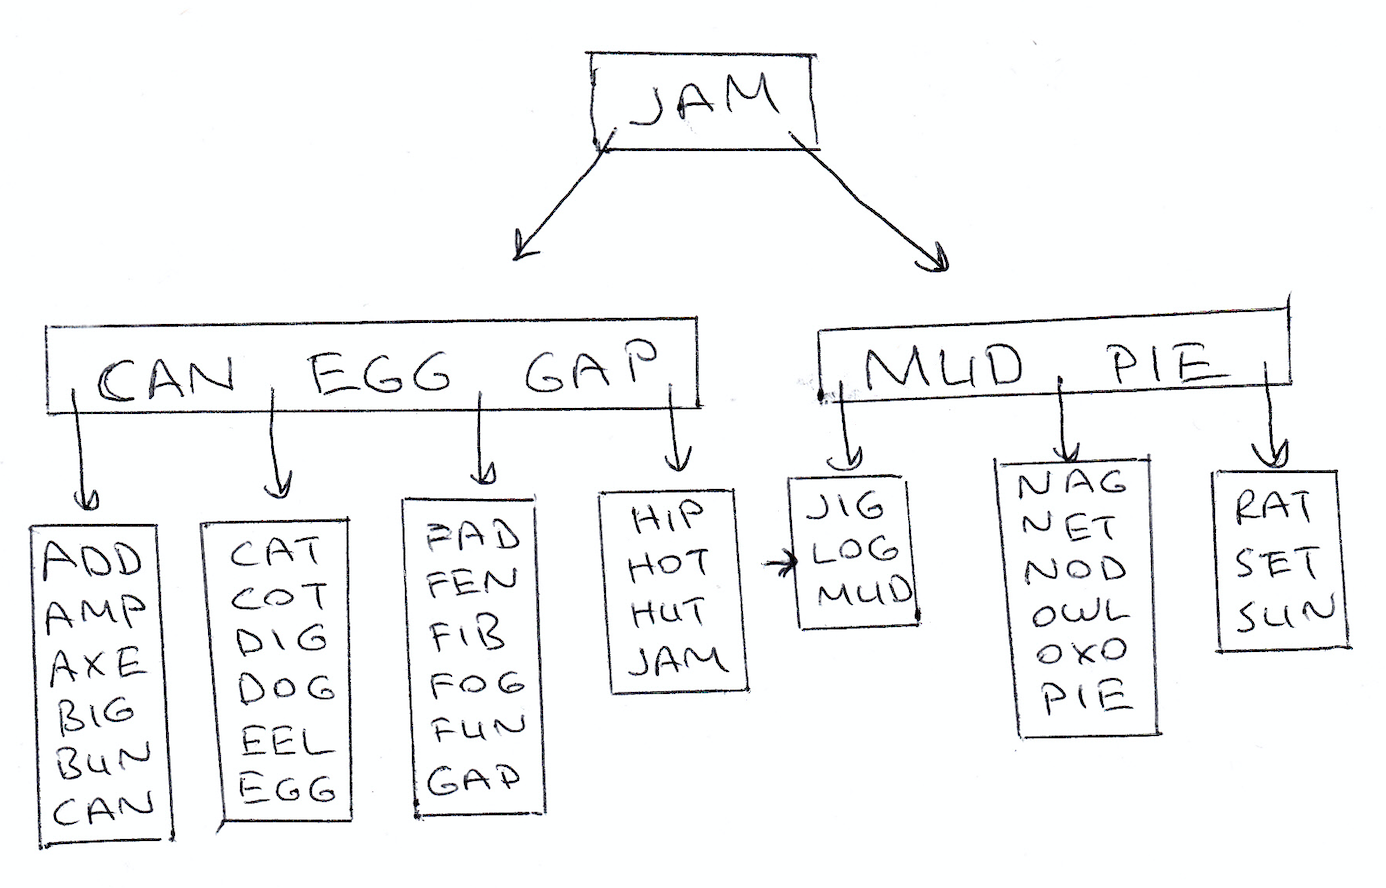 JAM
CAN EGG GAP
MUD PIE
ADD
AMP
AXE
BIG
BUN
CAN
CAT
COT
DIG
DOG
EEL
EGG
FAD
FEN
FIB
FOG
FUN
GAP
HIP
HOT
HUT
JAM
JIG
LOG
MUD
NAG
NET
NOD
OWL
OXO
PIE
RAT
SET
SUN